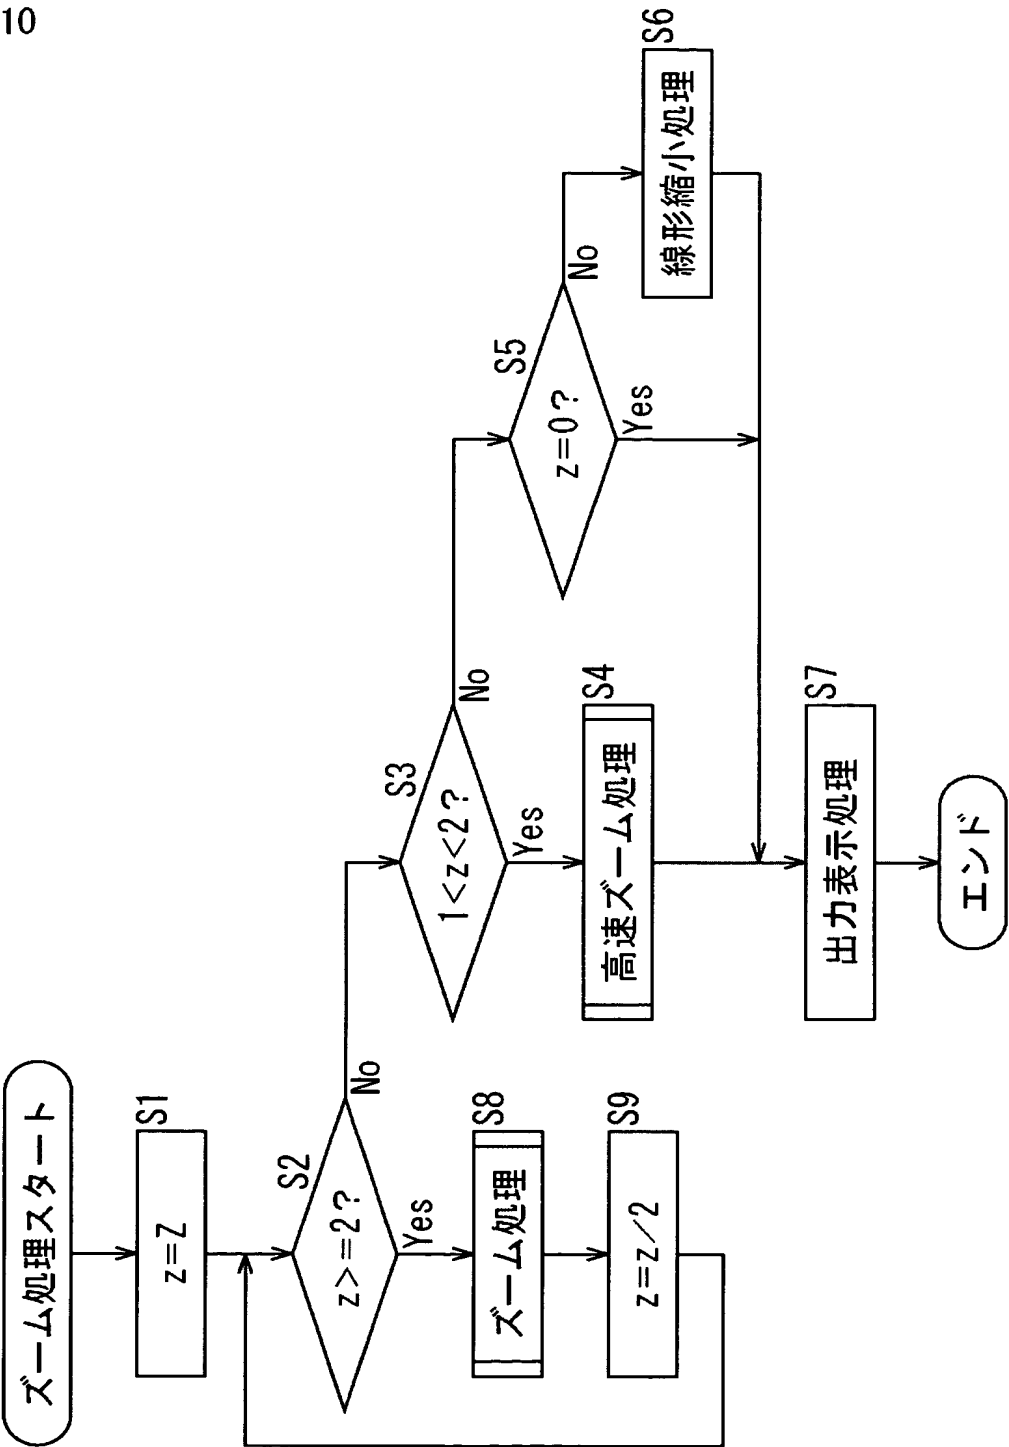 10
ズーム処理スタート
S1
z=Z
S2
z>=2?
No
Yes
S8
ズーム処理
S9
z=z/2
S3
1<z<2?
No
Yes
S4
高速ズーム処理
S5
z=0?
No
Yes
S6
線形縮小処理
S7
出力表示処理
エンド